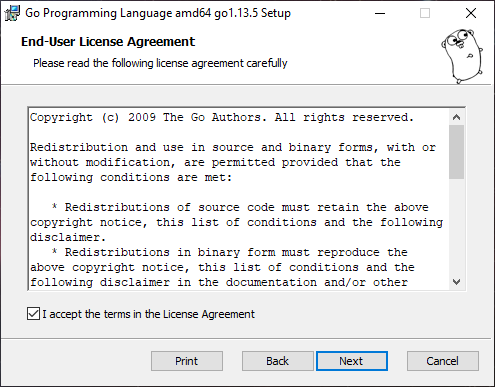 Go Programming Language amd64 go1.13.5 Setup
End-User License Agreement
Please read the following license agreement carefully
Copyright (c) 2009 The Go Authors. All rights reserved.
Redistribution and use in source and binary forms, with or
without modification, are permitted provided that the
following conditions are met:
* Redistributions of source code must retain the above
copyright notice, this list of conditions and the following
disclaimer.
* Redistributions in binary form must reproduce the
above copyright notice, this list of conditions and the
following disclaimer in the documentation and/or other
I accept the terms in the License Agreement
Print Back Next Cancel